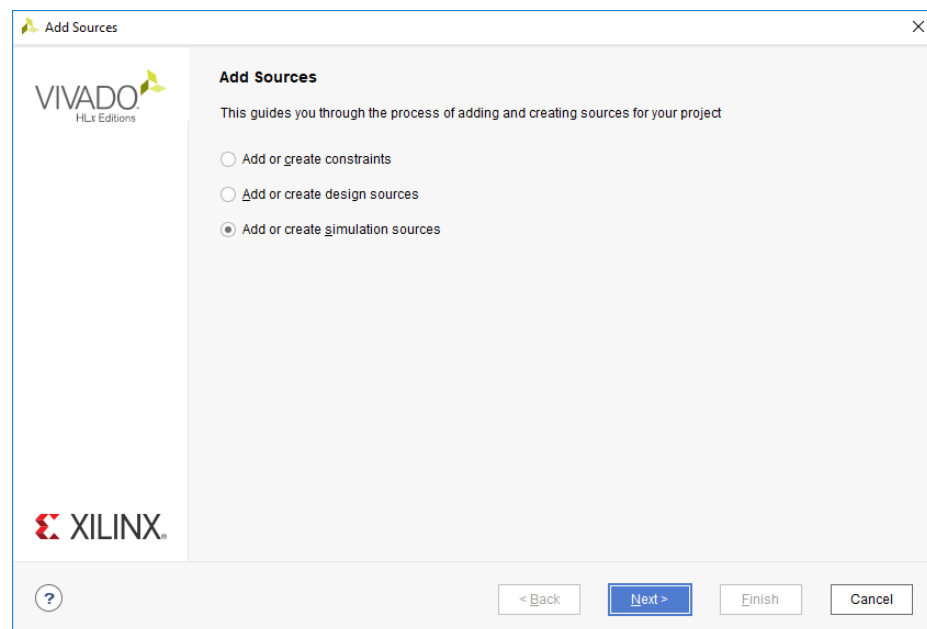 Add Sources
VIVADO.
HLx Editions
Add Sources
This guides you through the process of adding and creating sources for your project
Add or create constraints
Add or create design sources
Add or create simulation sources
XILINX.
?
< Back
Next >
Finish
Cancel